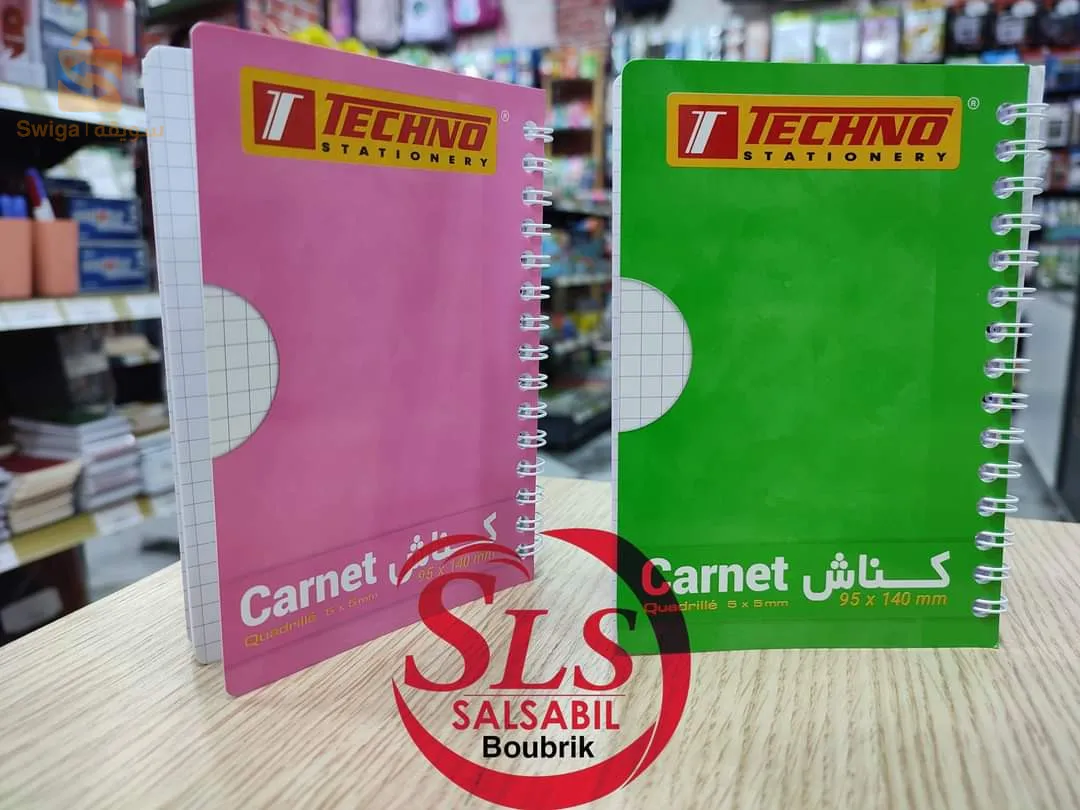 Swiga | سويقة
T TECHNO ®
STATIONERY
Carnet كناش
Quadrillé 5 x 5 mm 95 x 140 mm
T TECHNO ®
STATIONERY
Carnet كناش
Quadrillé 5 x 5 mm 95 x 140 mm
SLS
SALSABIL
Boubrik